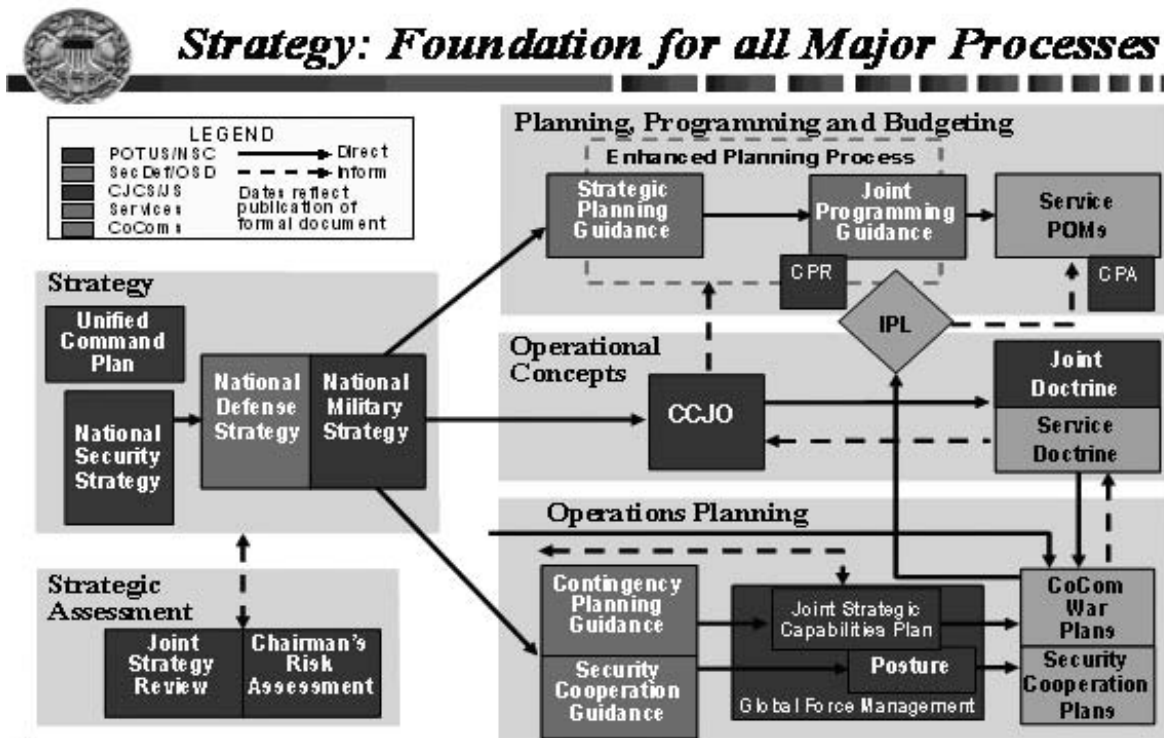 Strategy: Foundation for all Major Processes
LEGEND
POTUS/NSC
SecDef/OSD
CJCS/JS
Services
CoComs
Direct
Inform
Dates reflect
publication of
formal document
Planning, Programming and Budgeting
Enhanced Planning Process
Strategic
Planning
Guidance
Joint
Programming
Guidance
Service
POMs
CPR
CPA
IPL
Strategy
Unified
Command
Plan
National
Security
Strategy
National
Defense
Strategy
National
Military
Strategy
Operational
Concepts
CCJO
Joint
Doctrine
Service
Doctrine
Strategic
Assessment
Joint
Strategy
Review
Chairman's
Risk
Assessment
Operations Planning
Contingency
Planning
Guidance
Security
Cooperation
Guidance
Joint Strategic
Capabilities Plan
Posture
Global Force Management
CoCom
War
Plans
Security
Cooperation
Plans